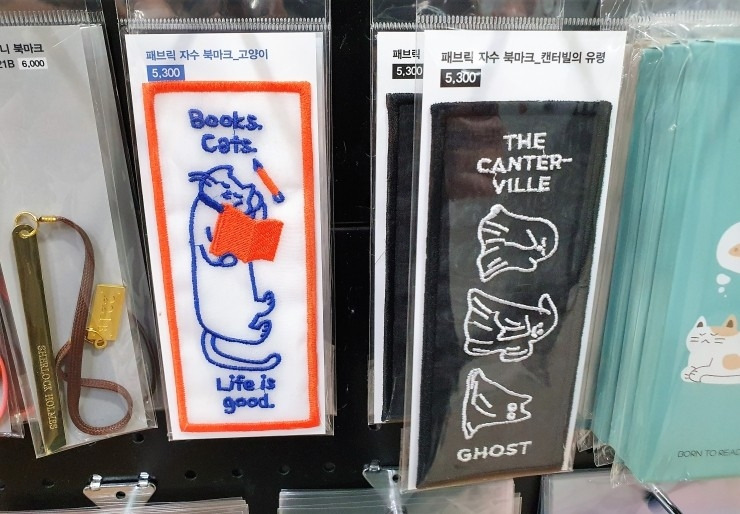 니 북마크
21B 6,000
SHERLOCK HOLMES
패브릭 자수 북마크_고양이
5,300
Books.
Cats.
Life is
good.
패브릭
5,300
패브릭 자수 북마크_캔터빌의 유령
5,300
THE
CANTER-
VILLE
GHOST
BORN TO READ